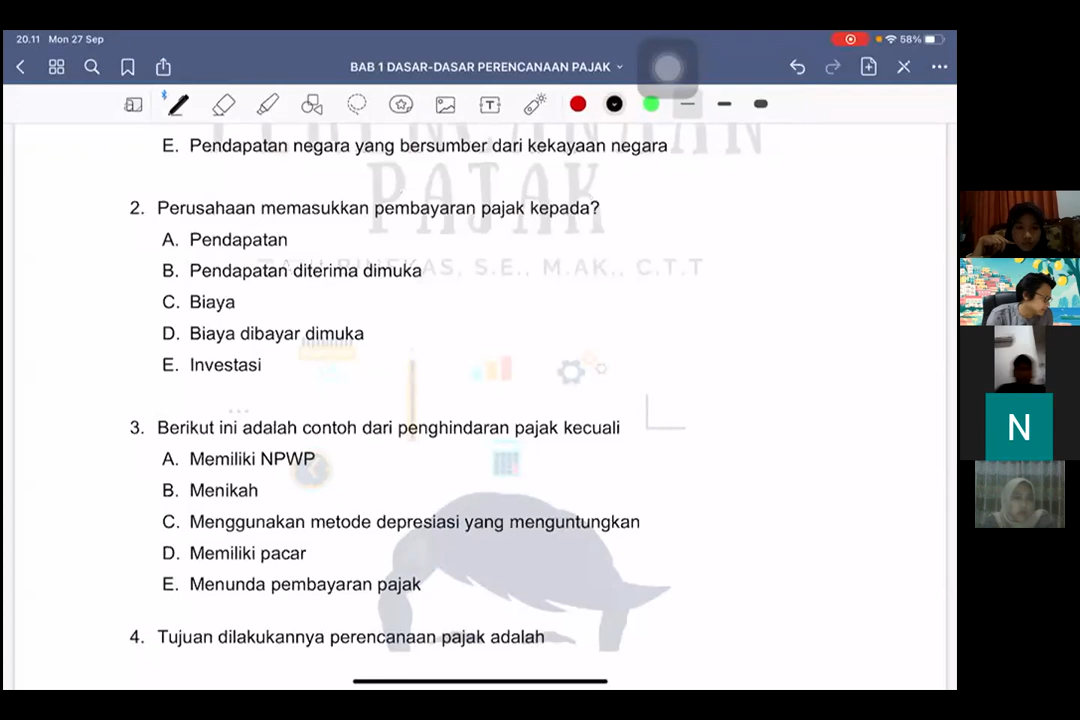 20.11 Mon 27 Sep
58%
BAB 1 DASAR-DASAR PERENCANAAN PAJAK
PERENCANAAN
PAJAK
E. Pendapatan negara yang bersumber dari kekayaan negara
2. Perusahaan memasukkan pembayaran pajak kepada?
A. Pendapatan
S.E., M.AK., C.T.T
B. Pendapatan diterima dimuka
C. Biaya
D. Biaya dibayar dimuka
E. Investasi
3. Berikut ini adalah contoh dari penghindaran pajak kecuali
A. Memiliki NPWP
B. Menikah
C. Menggunakan metode depresiasi yang menguntungkan
D. Memiliki pacar
E. Menunda pembayaran pajak
4. Tujuan dilakukannya perencanaan pajak adalah
N